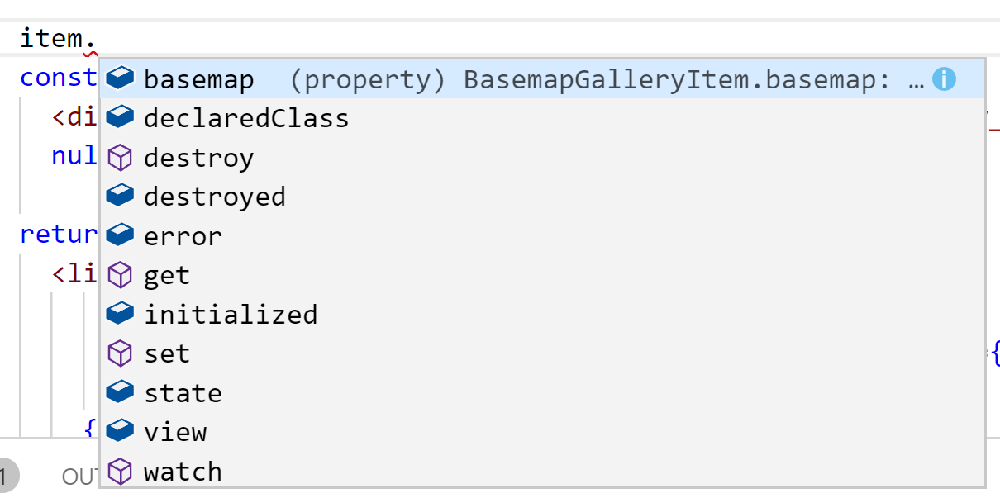 item.
const
basemap (property) BasemapGalleryItem.basemap: …
<di
declaredClass
nul
destroy
destroyed
retur
error
<li
get
initialized
set
={
state
{
view
1
OUT
watch